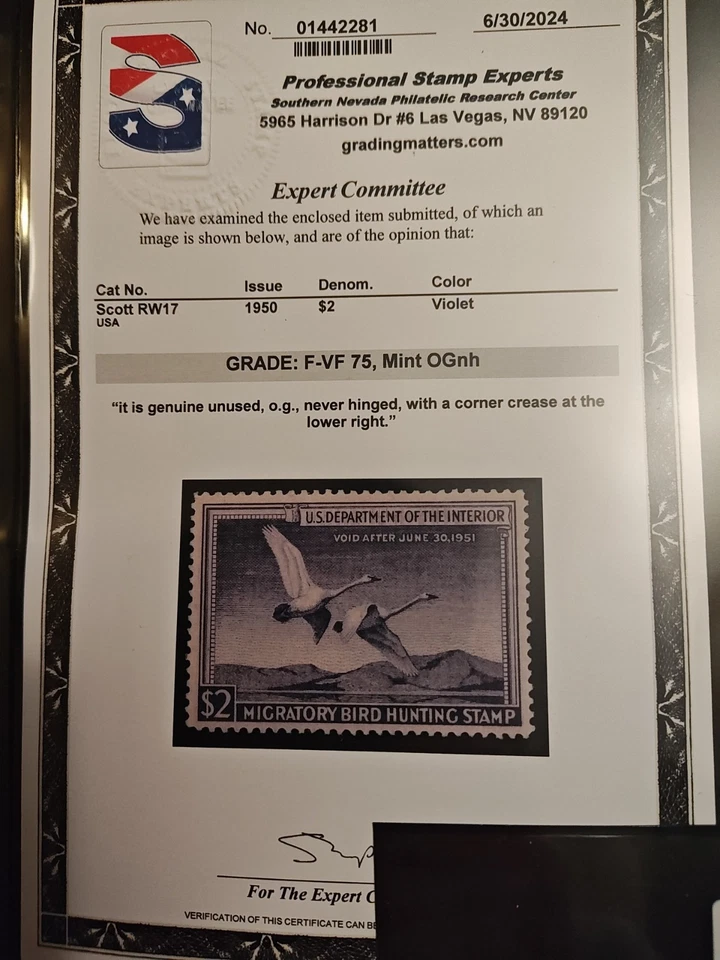 No. 01442281 6/30/2024
Professional Stamp Experts
Southern Nevada Philatelic Research Center
5965 Harrison Dr #6 Las Vegas, NV 89120
gradingmatters.com
Expert Committee
We have examined the enclosed item submitted, of which an
image is shown below, and are of the opinion that:
Cat No. Issue Denom. Color
Scott RW17 1950 $2 Violet
USA
GRADE: F-VF 75, Mint OGnh
“it is genuine unused, o.g., never hinged, with a corner crease at the
lower right.”
U.S. DEPARTMENT OF THE INTERIOR
VOID AFTER JUNE 30, 1951
$2 MIGRATORY BIRD HUNTING STAMP
For The Expert C
VERIFICATION OF THIS CERTIFICATE CAN BE